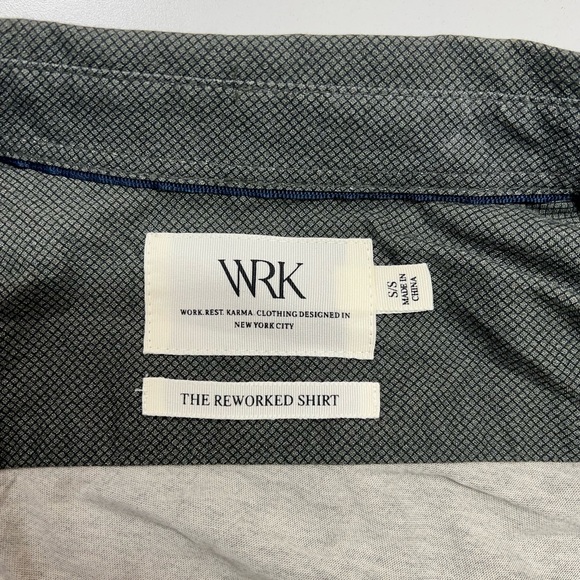 WRK
WORK. REST. KARMA. CLOTHING DESIGNED IN
NEW YORK CITY
S/S
MADE IN
CHINA
THE REWORKED SHIRT